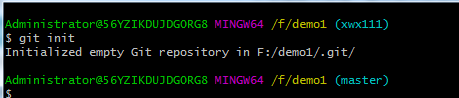 Administrator@56YZIKDUJDGORG8 MINGW64 /f/demo1 (xwx111)
$ git init
Initialized empty Git repository in F:/demo1/.git/
Administrator@56YZIKDUJDGORG8 MINGW64 /f/demo1 (master)
$